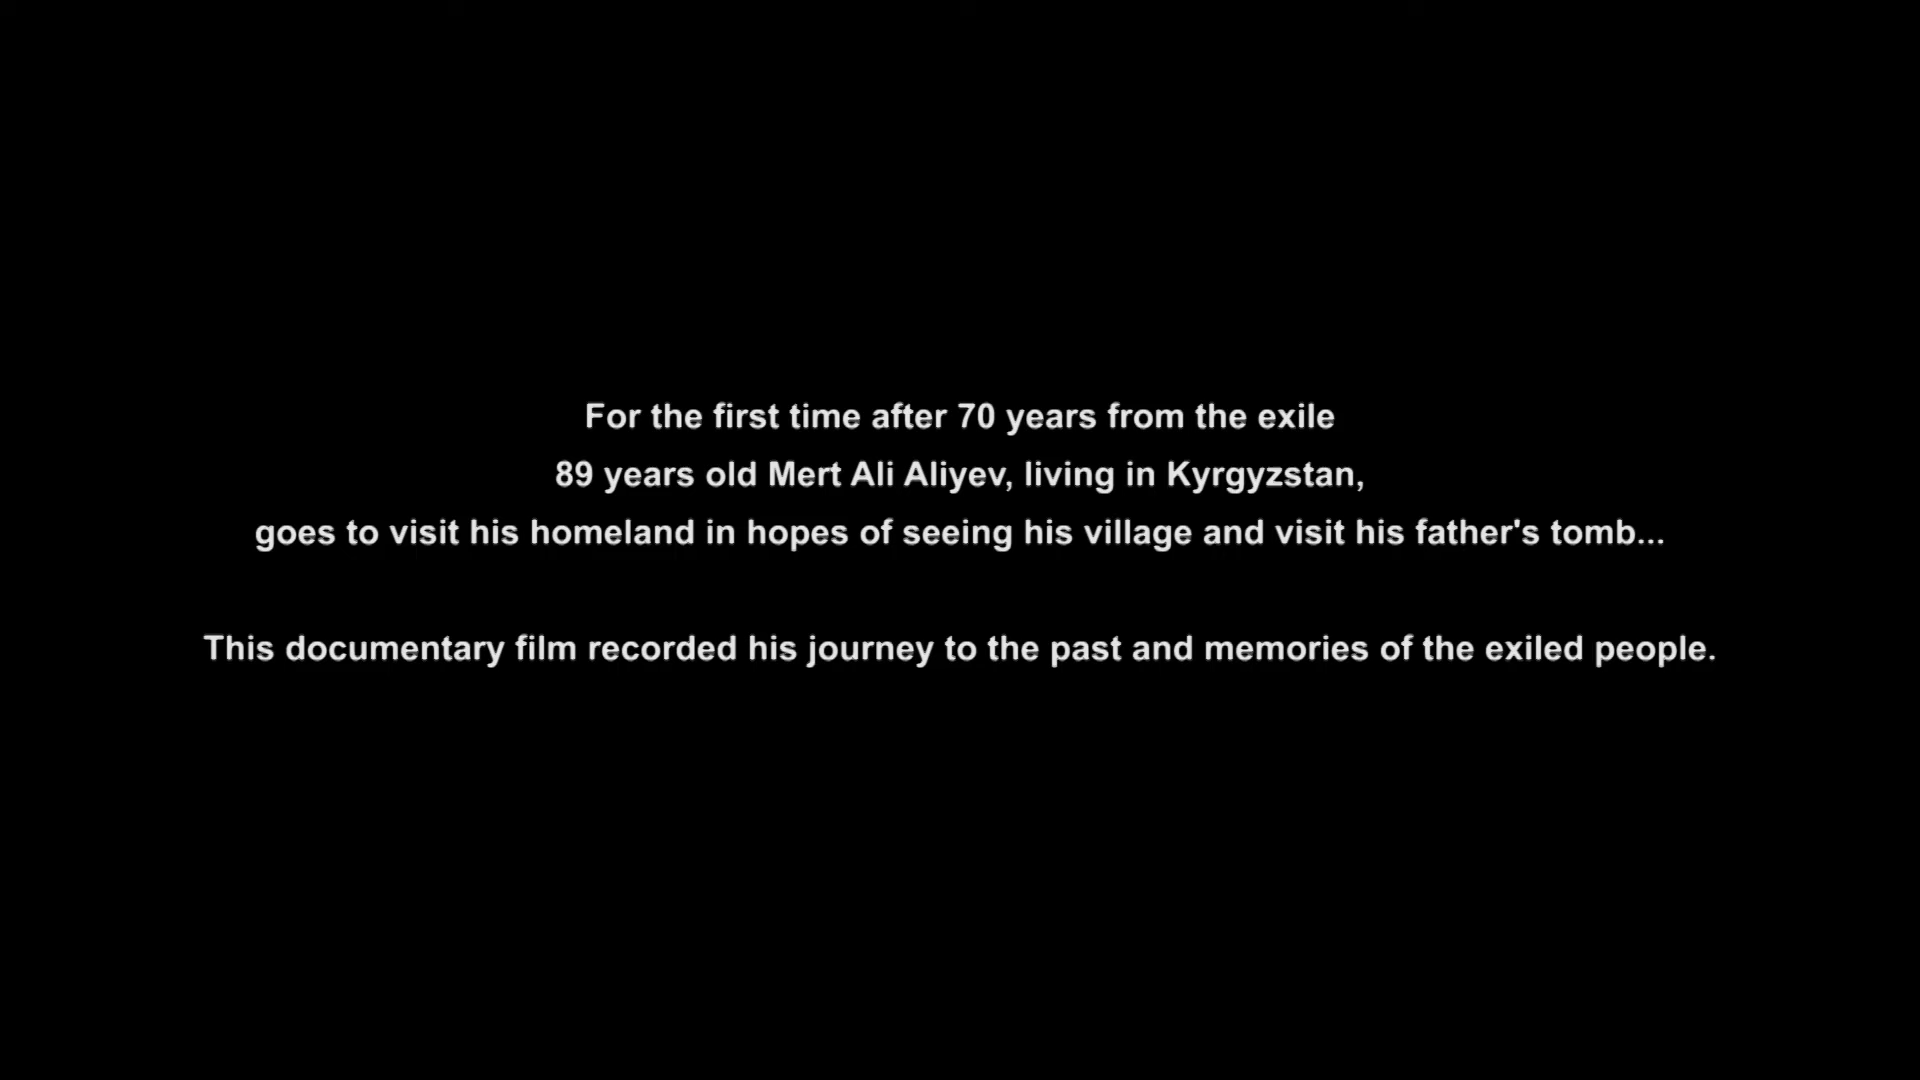 For the first time after 70 years from the exile
89 years old Mert Ali Aliyev, living in Kyrgyzstan,
goes to visit his homeland in hopes of seeing his village and visit his father's tomb...
This documentary film recorded his journey to the past and memories of the exiled people.